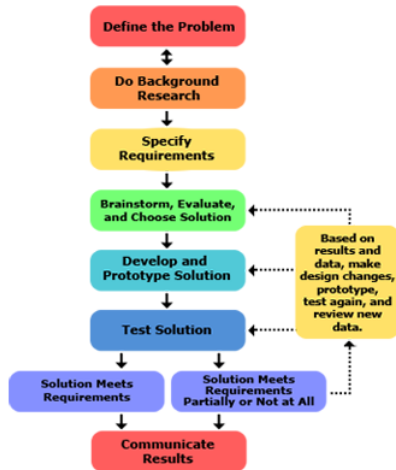 Define the Problem
Do Background
Research
Specify
Requirements
Brainstorm, Evaluate,
and Choose Solution
Develop and
Prototype Solution
Based on
results and
data, make
design changes,
prototype,
test again, and
review new
data.
Test Solution
Solution Meets
Requirements
Solution Meets
Requirements
Partially or Not at All
Communicate
Results